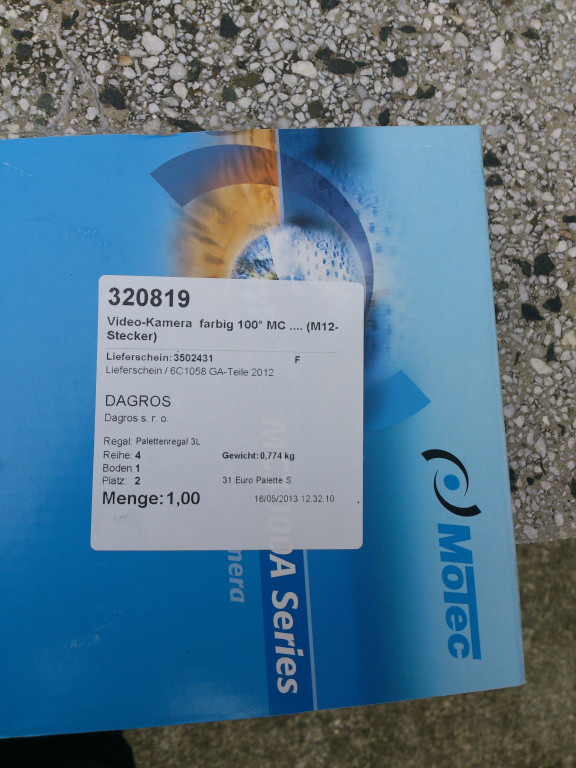 320819
Video-Kamera farbig 100° MC .... (M12-
Stecker)
Lieferschein: 3502431 F
Lieferschein / 6C1058 GA-Teile 2012
DAGROS
Dagros s. r. o.
Regal: Palettenregal 3L
Reihe: 4 Gewicht: 0,774 kg
Boden 1
Platz: 2 31 Euro Palette S
Menge: 1,00 16/05/2013 12.32.10
00A Series
MoTec